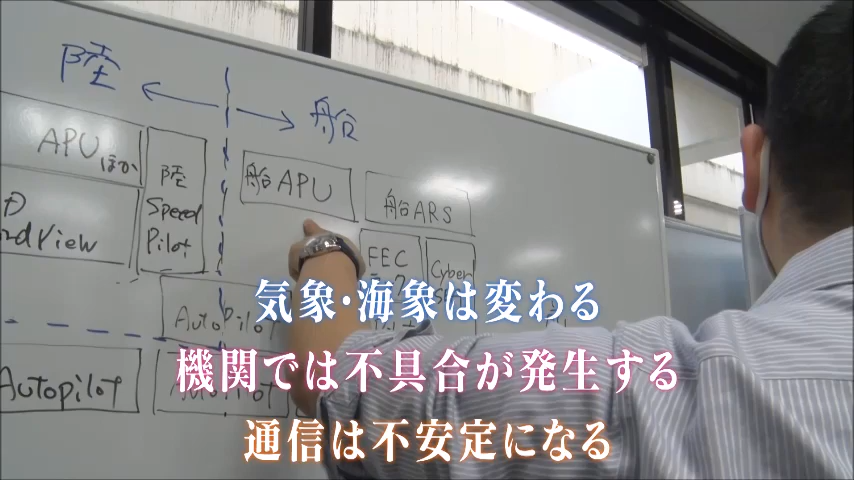 陸
船
APUほか
陸
Speed
Pilot
船APU
船ARS
FEC
Cyber
Autopilot
Autopilot
Autopilot
気象・海象は変わる
機関では不具合が発生する
通信は不安定になる